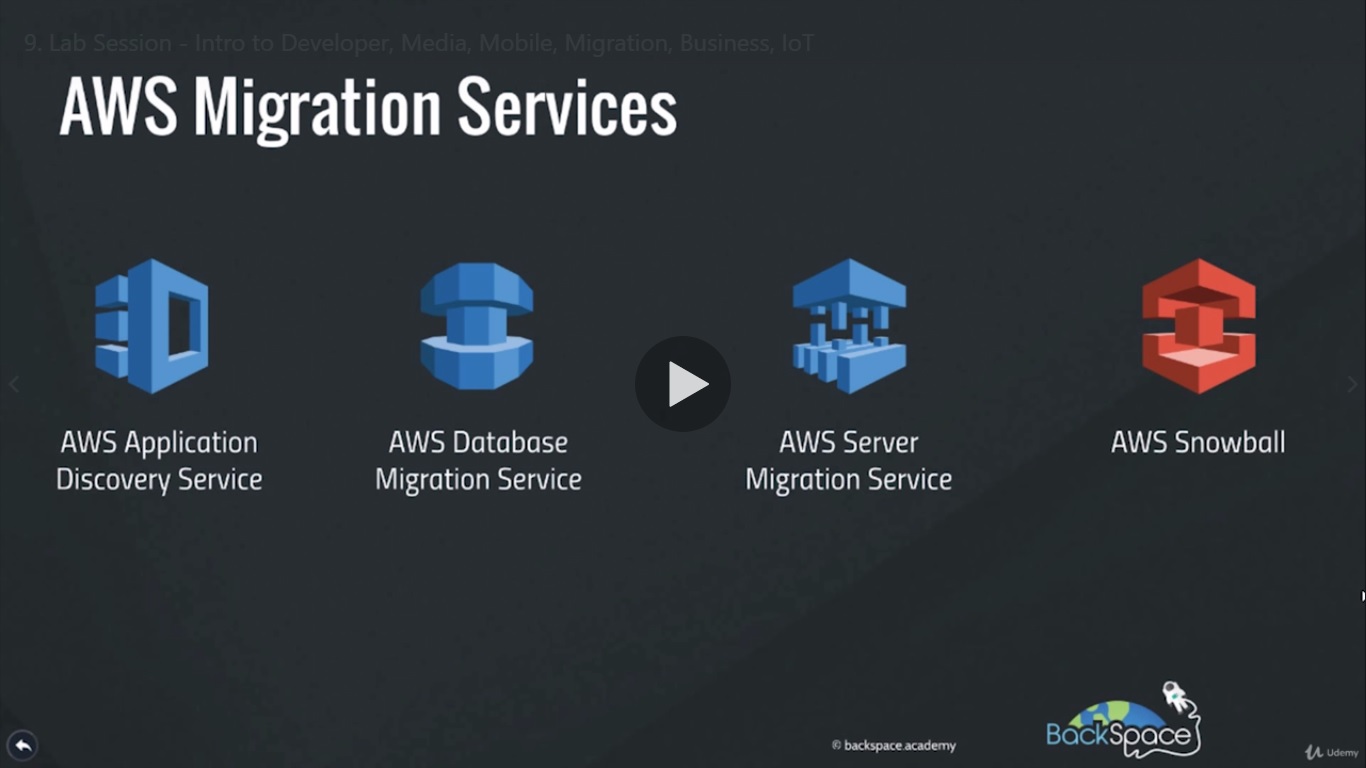 9. Lab Session - Intro to Developer, Media, Mobile, Migration, Business, IoT
AWS Migration Services
AWS Application
Discovery Service
AWS Database
Migration Service
AWS Server
Migration Service
AWS Snowball
© backspace.academy
BackSpace
Udemy